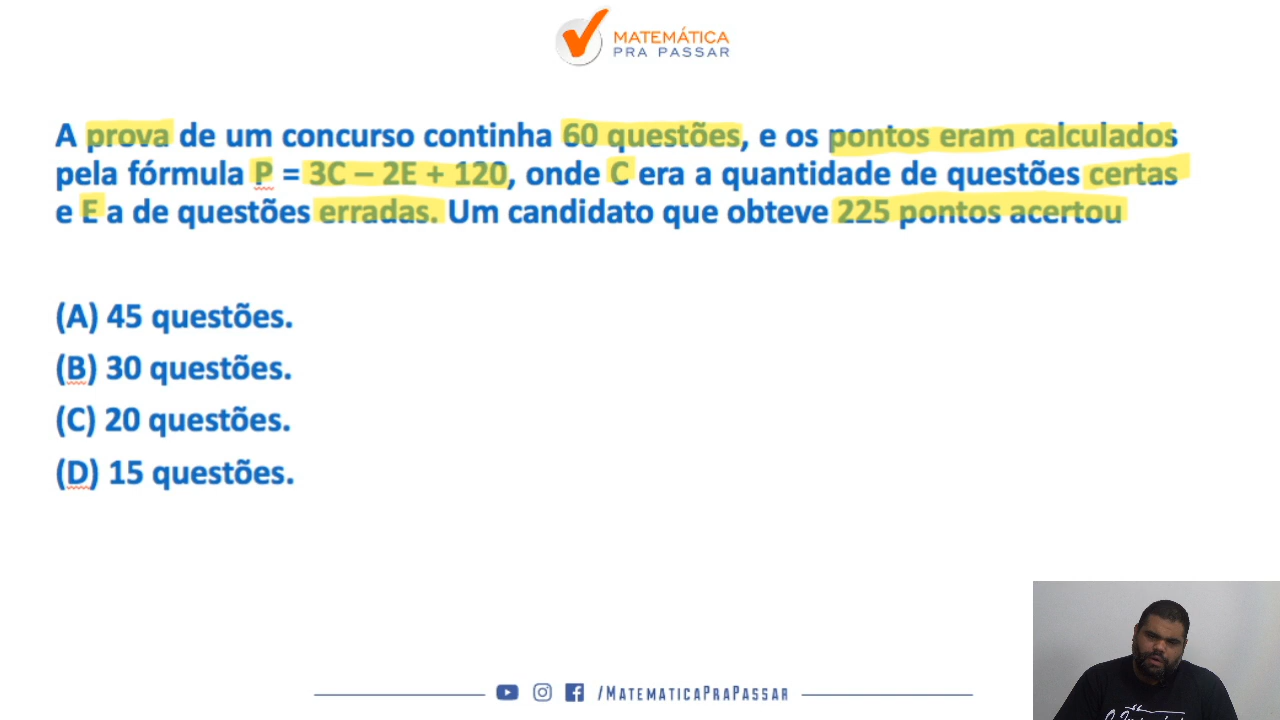 MATEMÁTICA
PRA PASSAR
A prova de um concurso continha 60 questões, e os pontos eram calculados
pela fórmula P = 3C – 2E + 120, onde C era a quantidade de questões certas
e E a de questões erradas. Um candidato que obteve 225 pontos acertou
(A) 45 questões.
(B) 30 questões.
(C) 20 questões.
(D) 15 questões.
/MATEMATICAPRAPASSAR